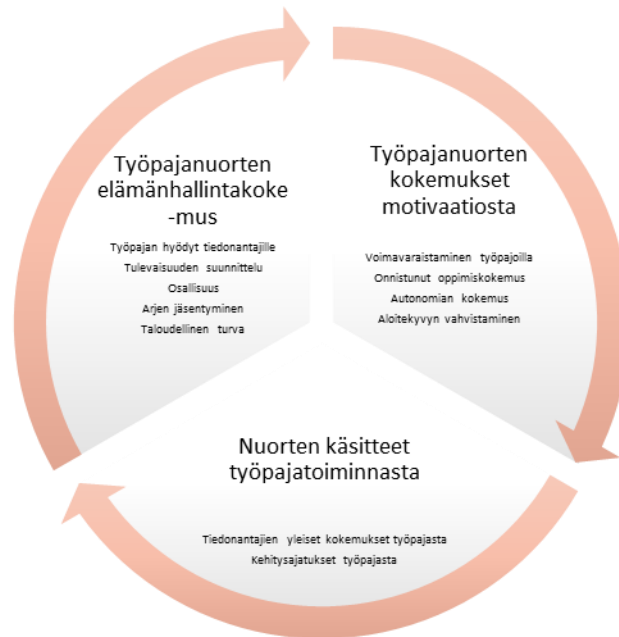 Työpajanuorten
elämänhallintakoke
-mus
Työpajan hyödyt tiedonantajille
Tulevaisuuden suunnittelu
Osallisuus
Arjen jäsentyminen
Taloudellinen turva
Työpajanuorten
kokemukset
motivaatiosta
Voimavaraistaminen työpajoilla
Onnistunut oppimiskokemus
Autonomian kokemus
Aloitekyvyn vahvistaminen
Nuorten käsitteet
työpajatoiminnasta
Tiedonantajien yleiset kokemukset työpajasta
Kehitysajatukset työpajasta